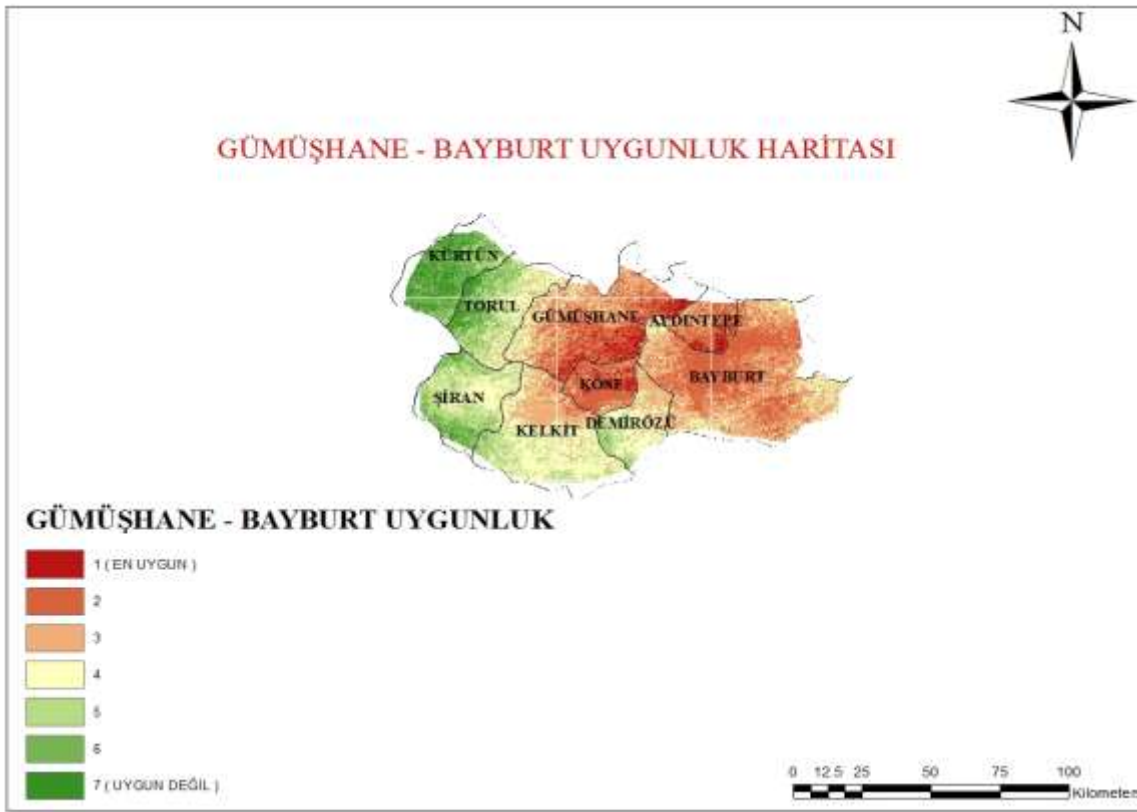 N
GÜMÜŞHANE - BAYBURT UYGUNLUK HARİTASI
KÜRTÜN
TORUL
GÜMÜŞHANE
AYDINTEPE
BAYBURT
KÖSE
ŞİRAN
KELKİT
DEMİRÖZÜ
GÜMÜŞHANE - BAYBURT UYGUNLUK
1 ( EN UYGUN )
2
3
4
5
6
7 ( UYGUN DEĞİL )
0 12.5 25 50 75 100
Kilometers